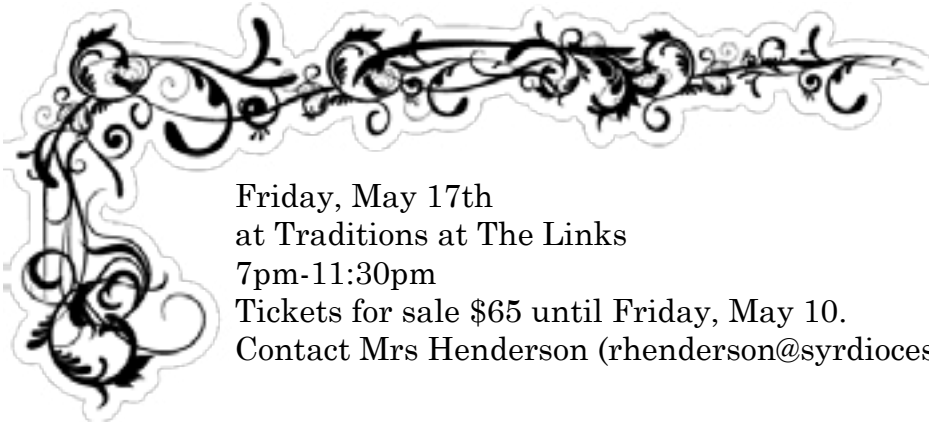 Friday, May 17th
at Traditions at The Links
7pm-11:30pm
Tickets for sale $65 until Friday, May 10.
Contact Mrs Henderson (rhenderson@syrdioces